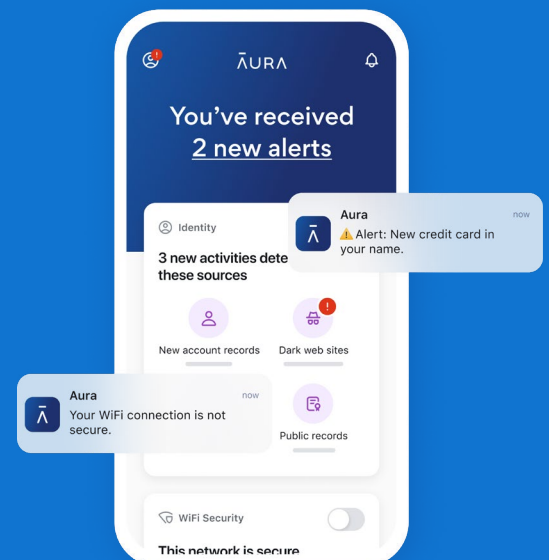 ĀURA
You've received
2 new alerts
Aura
now
⚠️Alert: New credit card in
your name.
Identity
3 new activities dete
these sources
New account records
Dark web sites
Aura
now
Your WiFi connection is not
secure.
Public records
WiFi Security
This network is secure